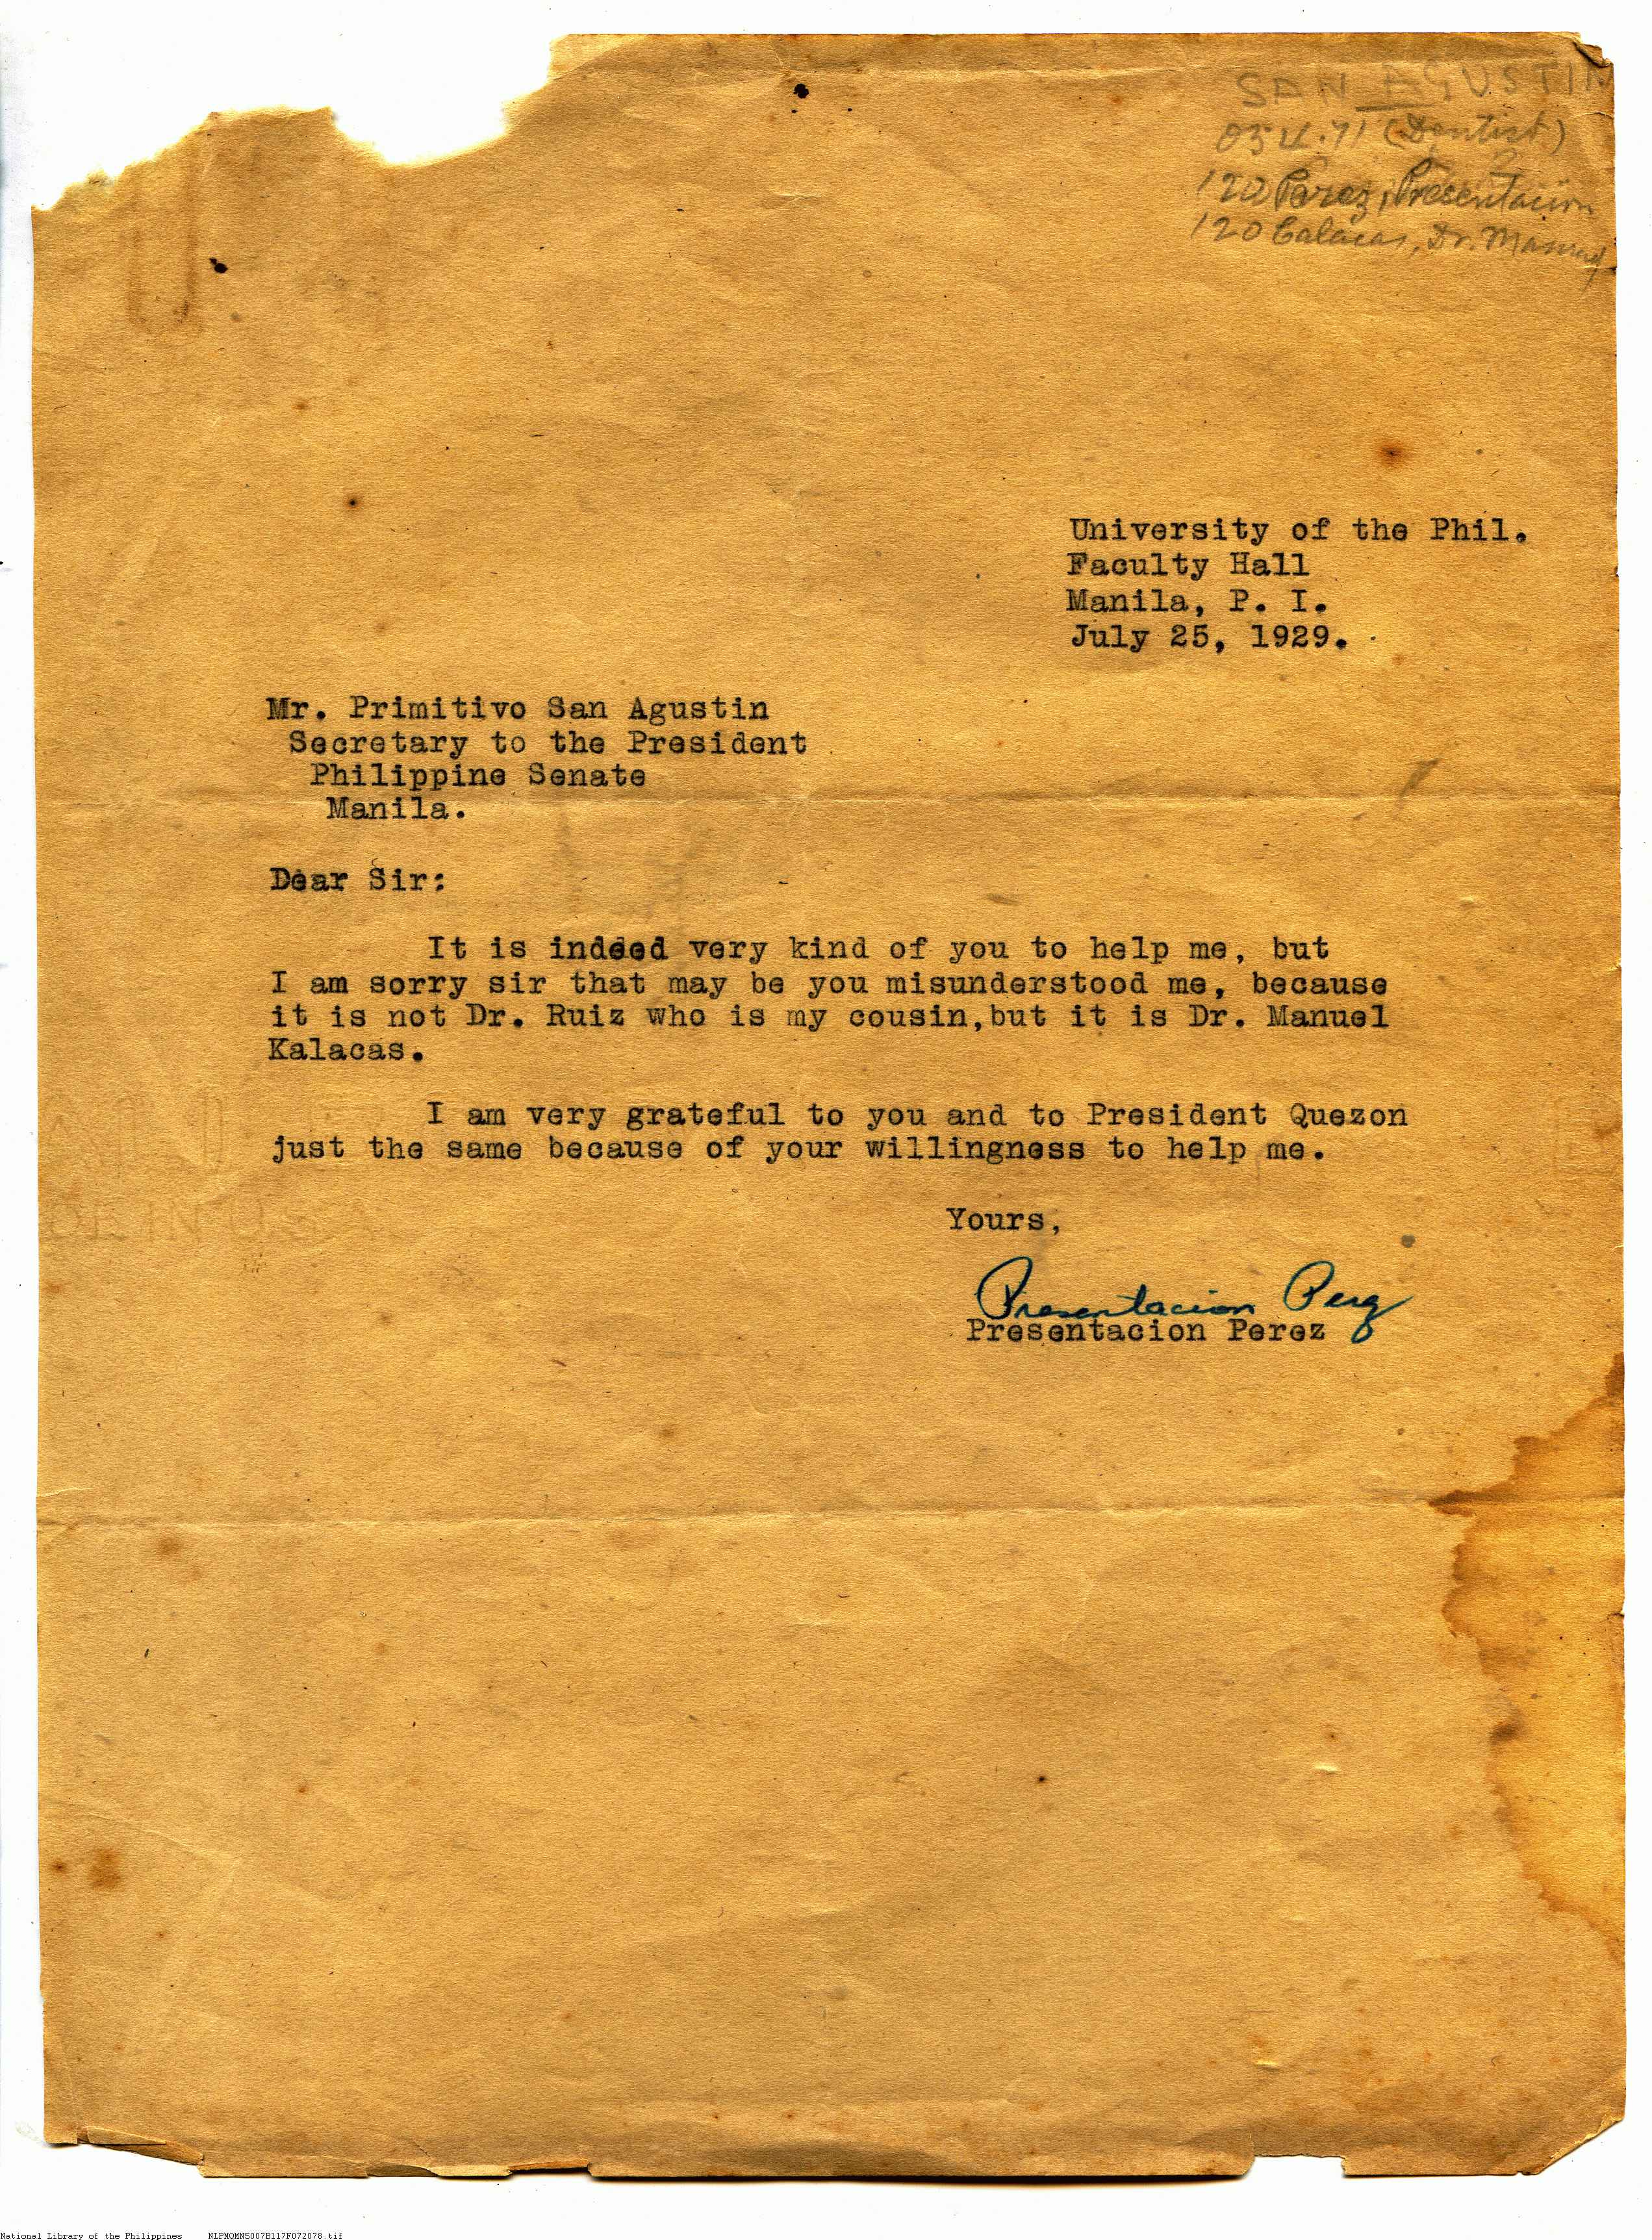 SAN AGUSTIN
(Dentist)
120 Perez, Presentacion
120 Calacas, Dr. Manuel
University of the Phil.
Faculty Hall
Manila, P. I.
July 25, 1929.
Mr. Primitivo San Agustin
Secretary to the President
Philippine Senate
Manila.
Dear Sir:
It is indeed very kind of you to help me, but
I am sorry sir that may be you misunderstood me, because
it is not Dr. Ruiz who is my cousin,but it is Dr. Manuel
Kalacas.
I am very grateful to you and to President Quezon
just the same because of your willingness to help me.
Yours,
Presentacion Perez
Presentacion Perez
National Library of the Philippines NLPMQMNS007B117F072078.tif